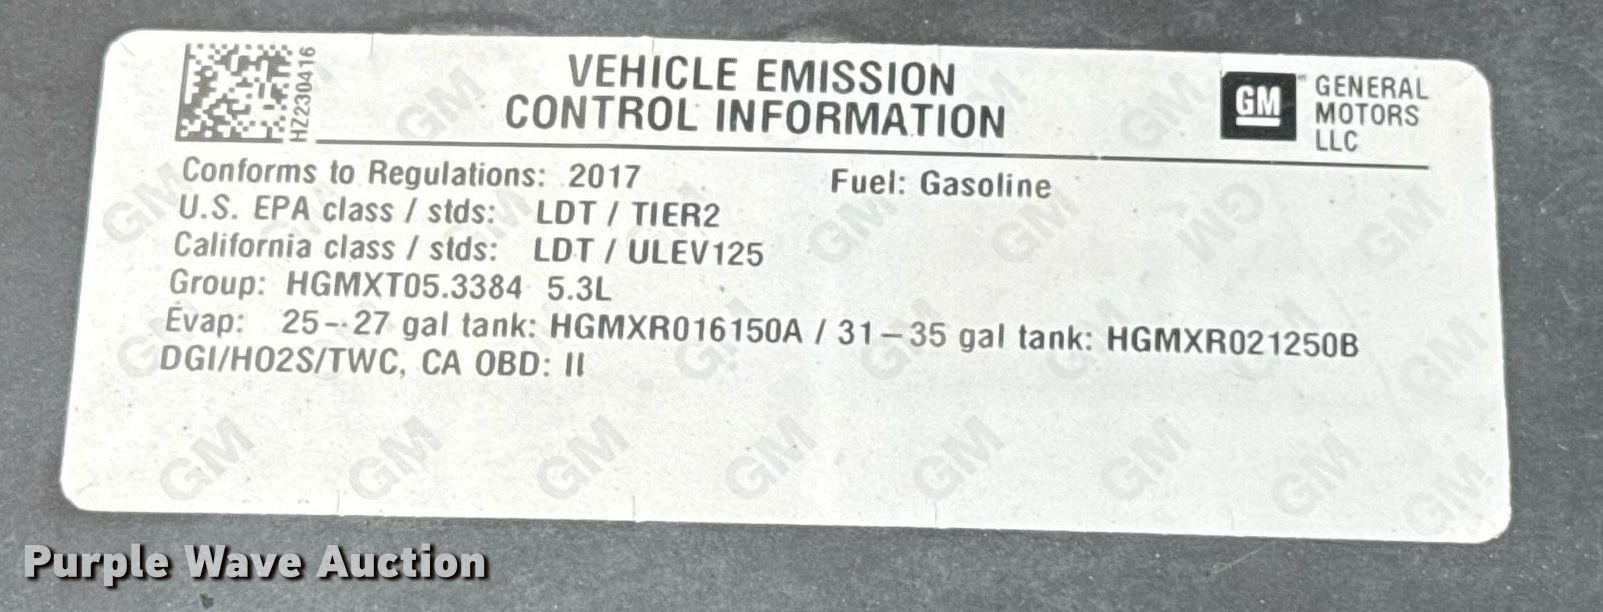 HZ230416
VEHICLE EMISSION
CONTROL INFORMATION
GM
GENERAL
MOTORS
LLC
Conforms to Regulations: 2017 Fuel: Gasoline
U.S. EPA class / stds: LDT / TIER2
California class / stds: LDT / ULEV125
Group: HGMXT05.3384 5.3L
Evap: 25-27 gal tank: HGMXR016150A / 31-35 gal tank: HGMXR021250B
DGI/HO2S/TWC, CA OBD: II
Purple Wave Auction